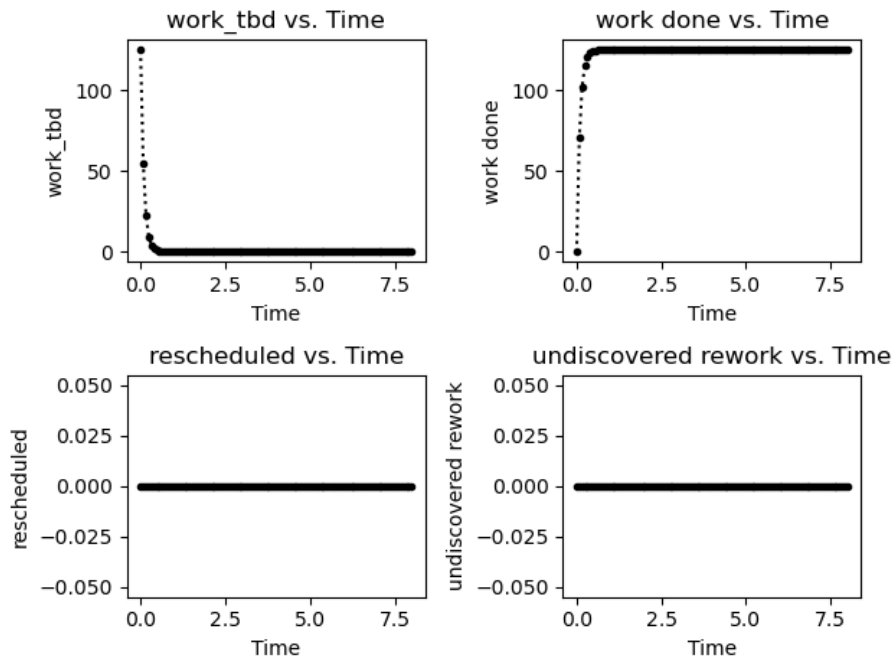 work_tbd vs. Time
work_tbd
100
50
0
0.0 2.5 5.0 7.5
Time
work done vs. Time
work done
100
50
0
0.0 2.5 5.0 7.5
Time
rescheduled vs. Time
rescheduled
0.050
0.025
0.000
−0.025
−0.050
0.0 2.5 5.0 7.5
Time
undiscovered rework vs. Time
undiscovered rework
0.050
0.025
0.000
−0.025
−0.050
0.0 2.5 5.0 7.5
Time